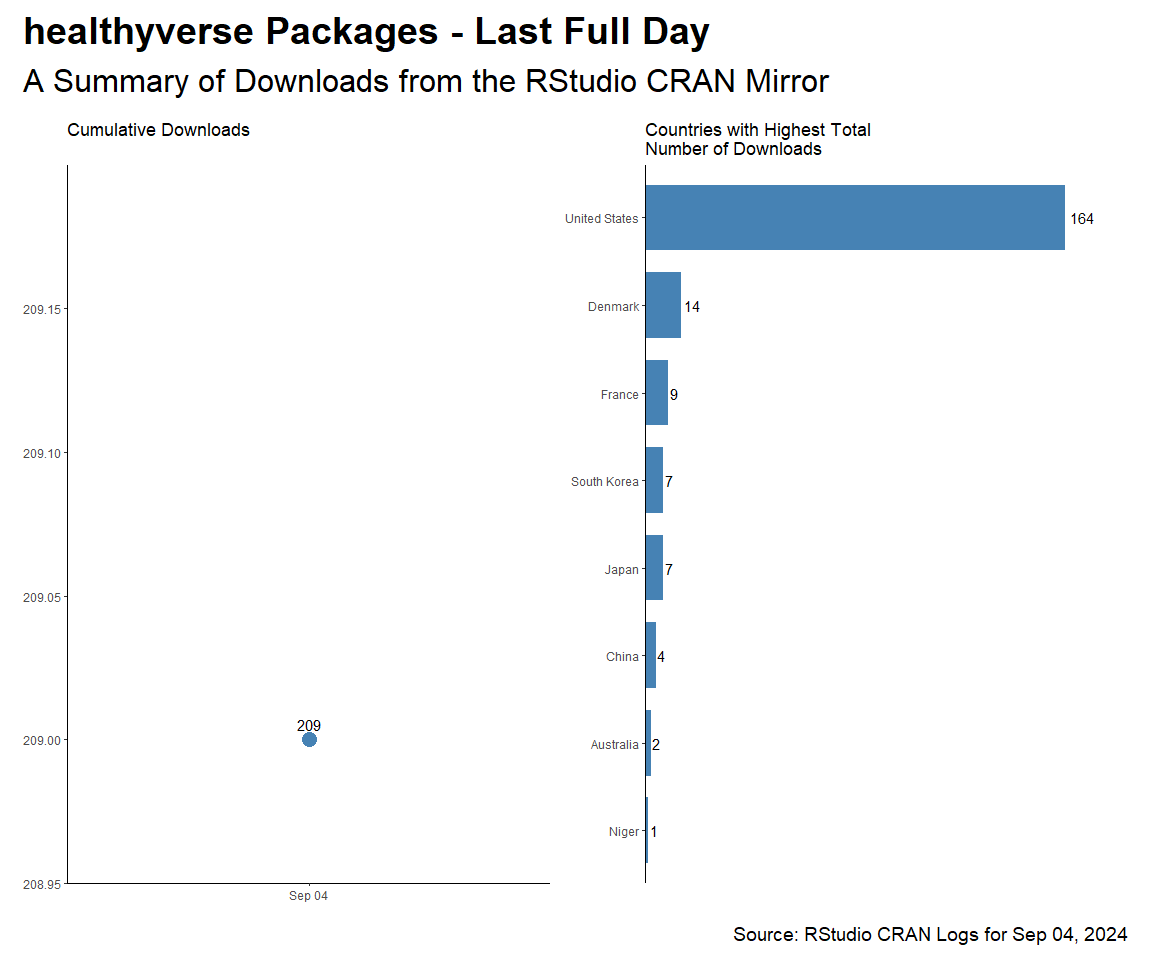 healthyverse Packages - Last Full Day
A Summary of Downloads from the RStudio CRAN Mirror
Cumulative Downloads
209.15
209.10
209.05
209.00
208.95
209
Sep 04
Countries with Highest Total
Number of Downloads
United States 164
Denmark 14
France 9
South Korea 7
Japan 7
China 4
Australia 2
Niger 1
Source: RStudio CRAN Logs for Sep 04, 2024